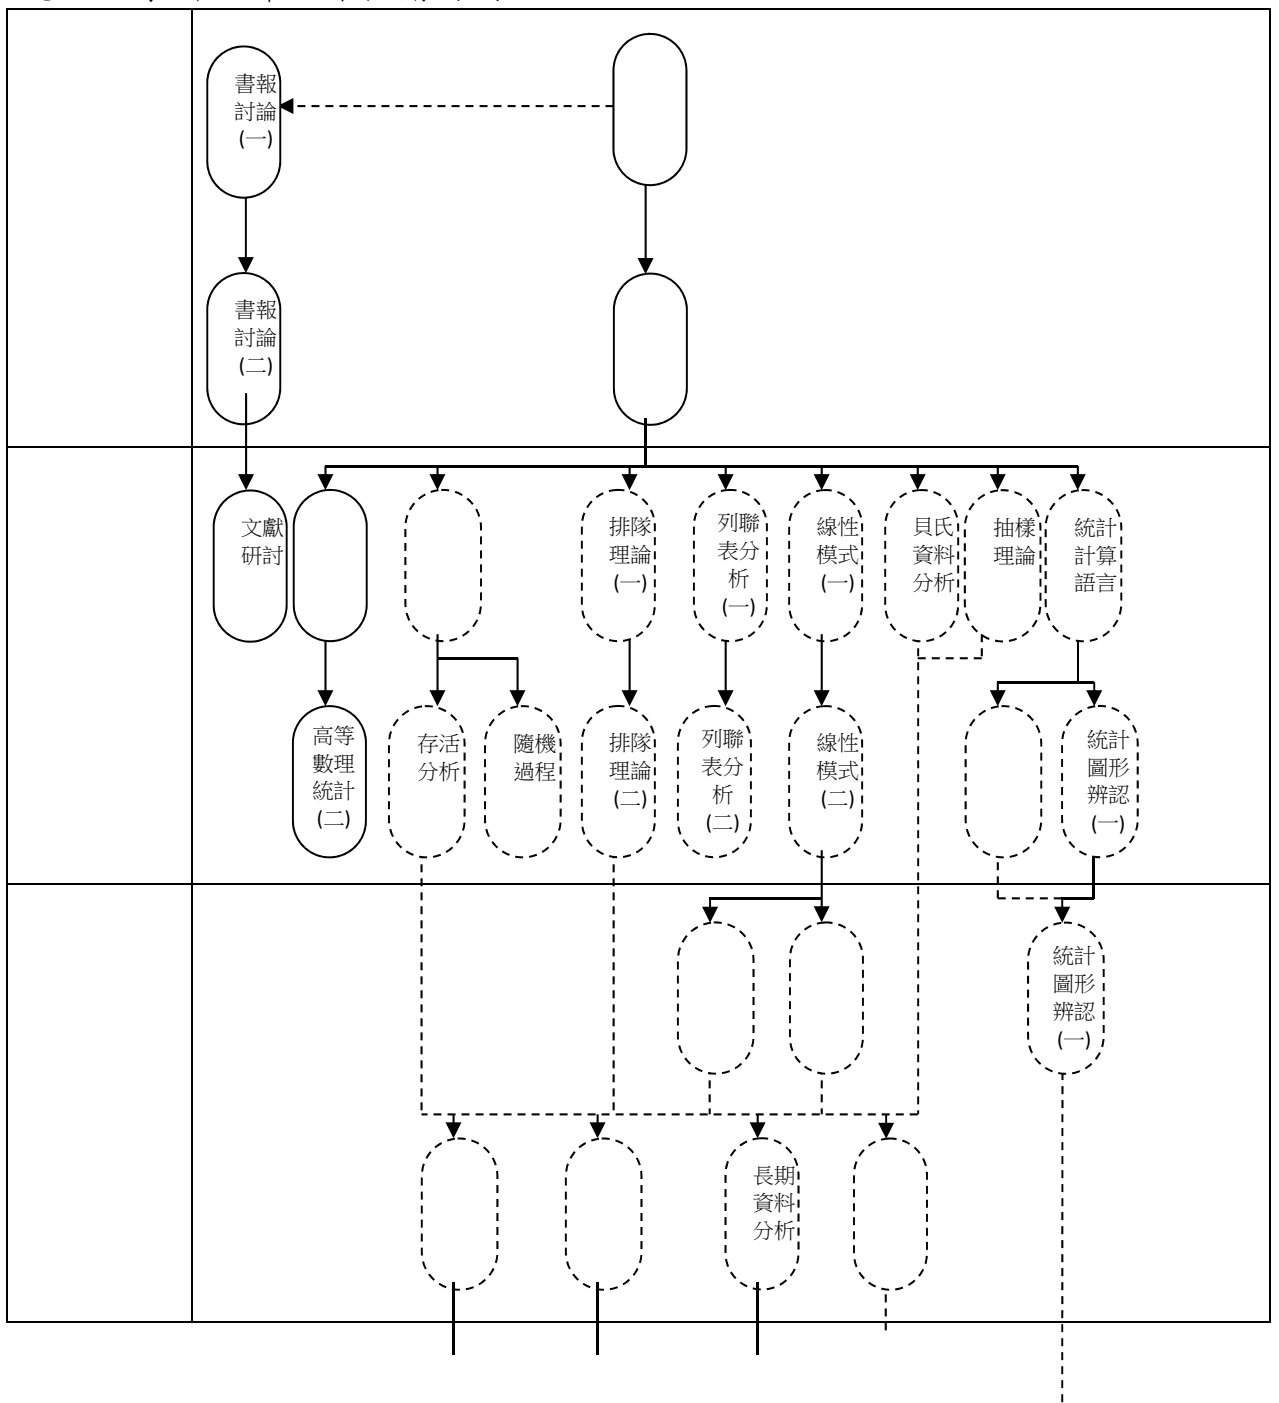 書報
討論
(一)
書報
討論
(二)
文獻
研討
排隊
理論
(一)
列聯
表分
析
(一)
線性
模式
(一)
貝氏
資料
分析
抽樣
理論
統計
計算
語言
高等
數理
統計
(二)
存活
分析
隨機
過程
排隊
理論
(二)
列聯
表分
析
(二)
線性
模式
(二)
統計
圖形
辨認
(一)
統計
圖形
辨認
(一)
長期
資料
分析